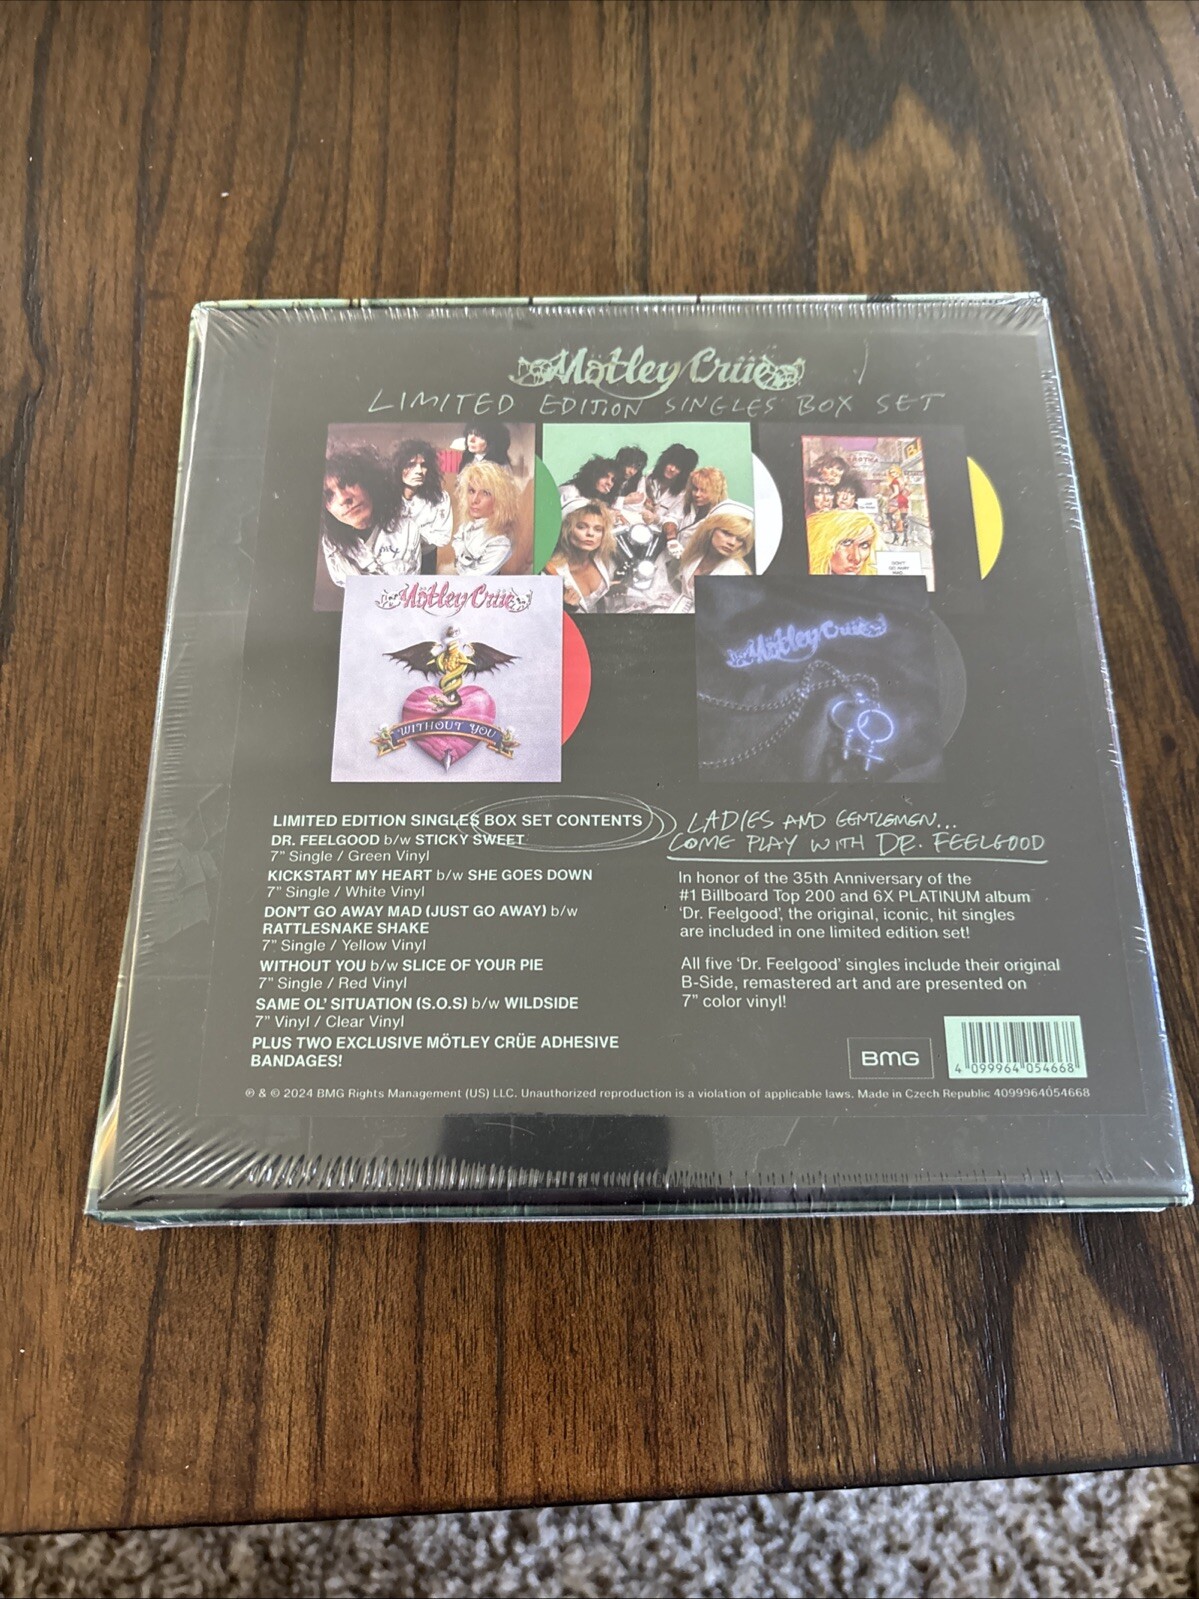 Mötley Crüe
LIMITED EDITION SINGLES BOX SET
DON'T
GO AWAY
MAD
Mötley Crüe
WITHOUT YOU
Mötley Crüe
LIMITED EDITION SINGLES BOX SET CONTENTS
DR. FEELGOOD b/w STICKY SWEET
7" Single / Green Vinyl
KICKSTART MY HEART b/w SHE GOES DOWN
7" Single / White Vinyl
DON'T GO AWAY MAD (JUST GO AWAY) b/w
RATTLESNAKE SHAKE
7" Single / Yellow Vinyl
WITHOUT YOU b/w SLICE OF YOUR PIE
7" Single / Red Vinyl
SAME OL' SITUATION (S.O.S) b/w WILDSIDE
7" Vinyl / Clear Vinyl
PLUS TWO EXCLUSIVE MÖTLEY CRÜE ADHESIVE
BANDAGES!
LADIES AND GENTLEMEN...
COME PLAY WITH DR. FEELGOOD
In honor of the 35th Anniversary of the
#1 Billboard Top 200 and 6X PLATINUM album
'Dr. Feelgood', the original, iconic, hit singles
are included in one limited edition set!
All five 'Dr. Feelgood' singles include their original
B-Side, remastered art and are presented on
7" color vinyl!
BMG
4 099964 054668
℗ & © 2024 BMG Rights Management (US) LLC. Unauthorized reproduction is a violation of applicable laws. Made in Czech Republic 4099964054668